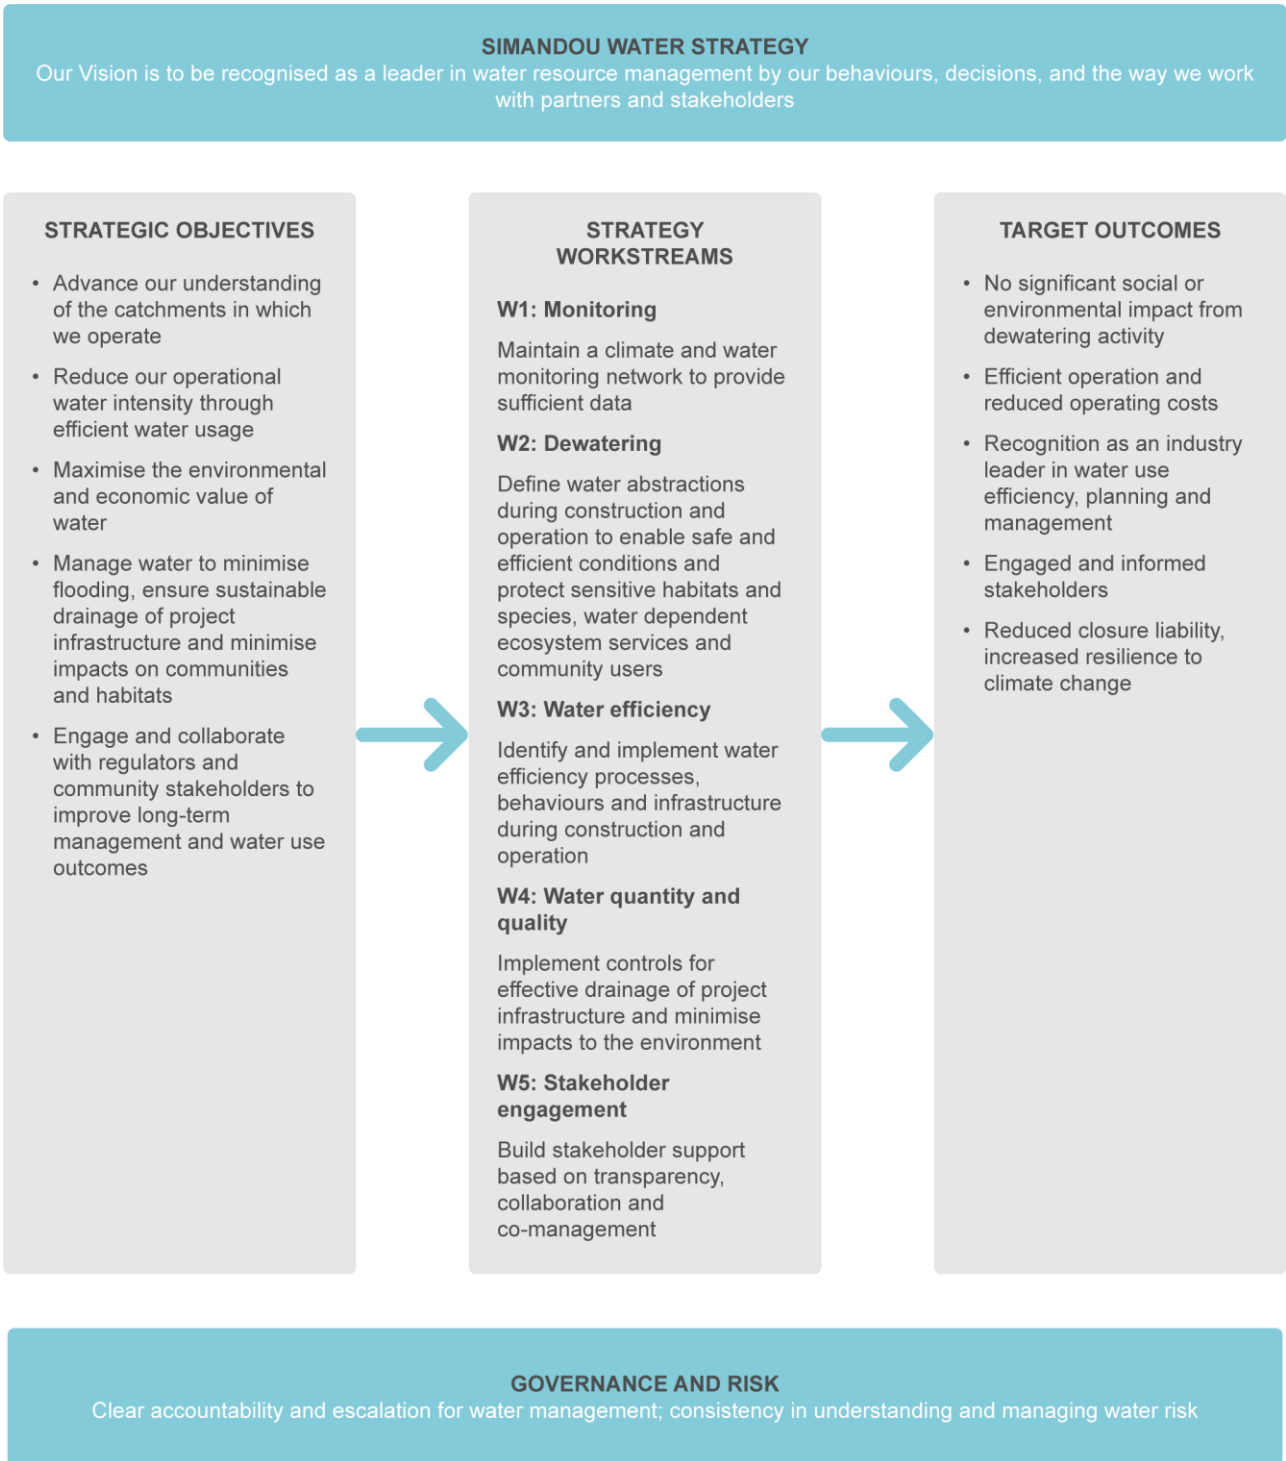 SIMANDOU WATER STRATEGY
Our Vision is to be recognised as a leader in water resource management by our behaviours, decisions, and the way we work
with partners and stakeholders
STRATEGIC OBJECTIVES
• Advance our understanding
of the catchments in which
we operate
• Reduce our operational
water intensity through
efficient water usage
• Maximise the environmental
and economic value of
water
• Manage water to minimise
flooding, ensure sustainable
drainage of project
infrastructure and minimise
impacts on communities
and habitats
• Engage and collaborate
with regulators and
community stakeholders to
improve long-term
management and water use
outcomes
STRATEGY
WORKSTREAMS
W1: Monitoring
Maintain a climate and water
monitoring network to provide
sufficient data
W2: Dewatering
Define water abstractions
during construction and
operation to enable safe and
efficient conditions and
protect sensitive habitats and
species, water dependent
ecosystem services and
community users
W3: Water efficiency
Identify and implement water
efficiency processes,
behaviours and infrastructure
during construction and
operation
W4: Water quantity and
quality
Implement controls for
effective drainage of project
infrastructure and minimise
impacts to the environment
W5: Stakeholder
engagement
Build stakeholder support
based on transparency,
collaboration and
co-management
TARGET OUTCOMES
• No significant social or
environmental impact from
dewatering activity
• Efficient operation and
reduced operating costs
• Recognition as an industry
leader in water use
efficiency, planning and
management
• Engaged and informed
stakeholders
• Reduced closure liability,
increased resilience to
climate change
GOVERNANCE AND RISK
Clear accountability and escalation for water management; consistency in understanding and managing water risk